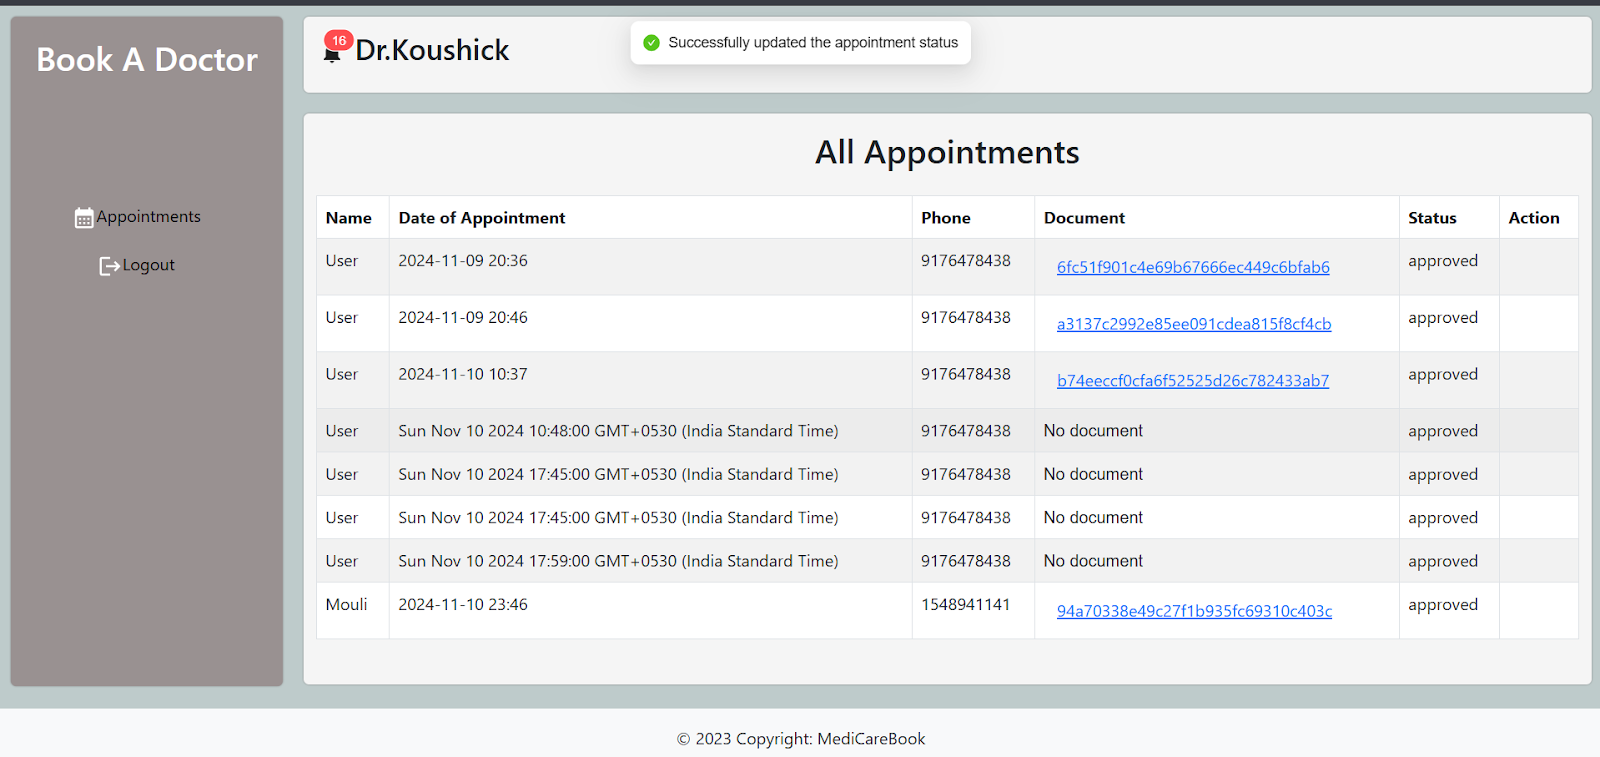 Book A Doctor
Appointments
Logout
16
Dr.Koushick
Successfully updated the appointment status
All Appointments
Name Date of Appointment Phone Document Status Action
User 2024-11-09 20:36 9176478438 6fc51f901c4e69b67666ec449c6bfab6 approved
User 2024-11-09 20:46 9176478438 a3137c2992e85ee091cdea815f8cf4cb approved
User 2024-11-10 10:37 9176478438 b74eeccf0cfa6f52525d26c782433ab7 approved
User Sun Nov 10 2024 10:48:00 GMT+0530 (India Standard Time) 9176478438 No document approved
User Sun Nov 10 2024 17:45:00 GMT+0530 (India Standard Time) 9176478438 No document approved
User Sun Nov 10 2024 17:45:00 GMT+0530 (India Standard Time) 9176478438 No document approved
User Sun Nov 10 2024 17:59:00 GMT+0530 (India Standard Time) 9176478438 No document approved
Mouli 2024-11-10 23:46 1548941141 94a70338e49c27f1b935fc69310c403c approved
© 2023 Copyright: MediCareBook